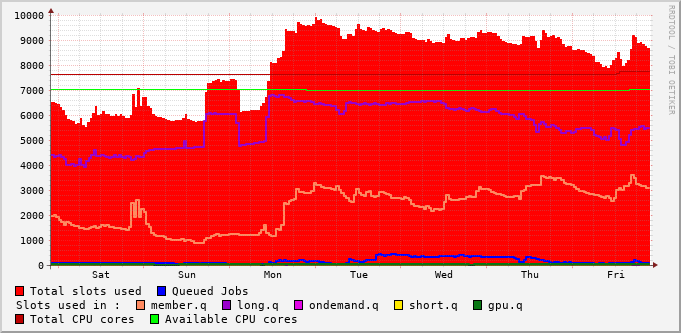 10000
9000
8000
7000
6000
5000
4000
3000
2000
1000
0
Sat Sun Mon Tue Wed Thu Fri
RRDTOOL / TOBI OETIKER
Total slots used Queued Jobs
Slots used in : member.q long.q ondemand.q short.q gpu.q
Total CPU cores Available CPU cores